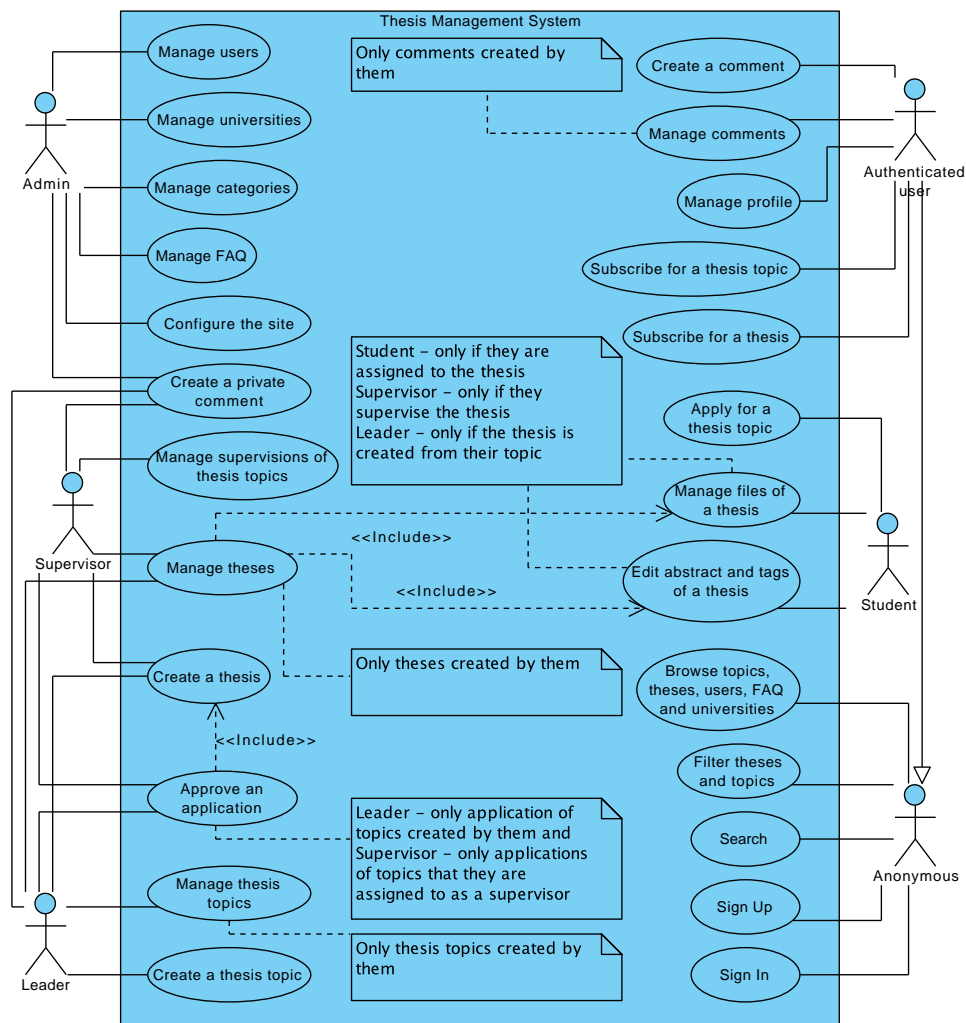 Thesis Management System
Manage users
Only comments created by
them
Create a comment
Manage universities
Manage comments
Admin
Authenticated
user
Manage categories
Manage profile
Manage FAQ
Subscribe for a thesis topic
Configure the site
Subscribe for a thesis
Student – only if they are
assigned to the thesis
Supervisor – only if they
supervise the thesis
Leader – only if the thesis is
created from their topic
Create a private
comment
Apply for a
thesis topic
Manage supervisions of
thesis topics
Manage files of
a thesis
<<Include>>
Supervisor
Manage theses
Edit abstract and tags
of a thesis
<<Include>>
Student
Only theses created by them
Create a thesis
Browse topics,
theses, users, FAQ
and universities
<<Include>>
Filter theses
and topics
Approve an
application
Leader – only application of
topics created by them and
Supervisor – only applications
of topics that they are
assigned to as a supervisor
Search
Anonymous
Manage thesis
topics
Sign Up
Only thesis topics created by
them
Leader
Create a thesis topic
Sign In